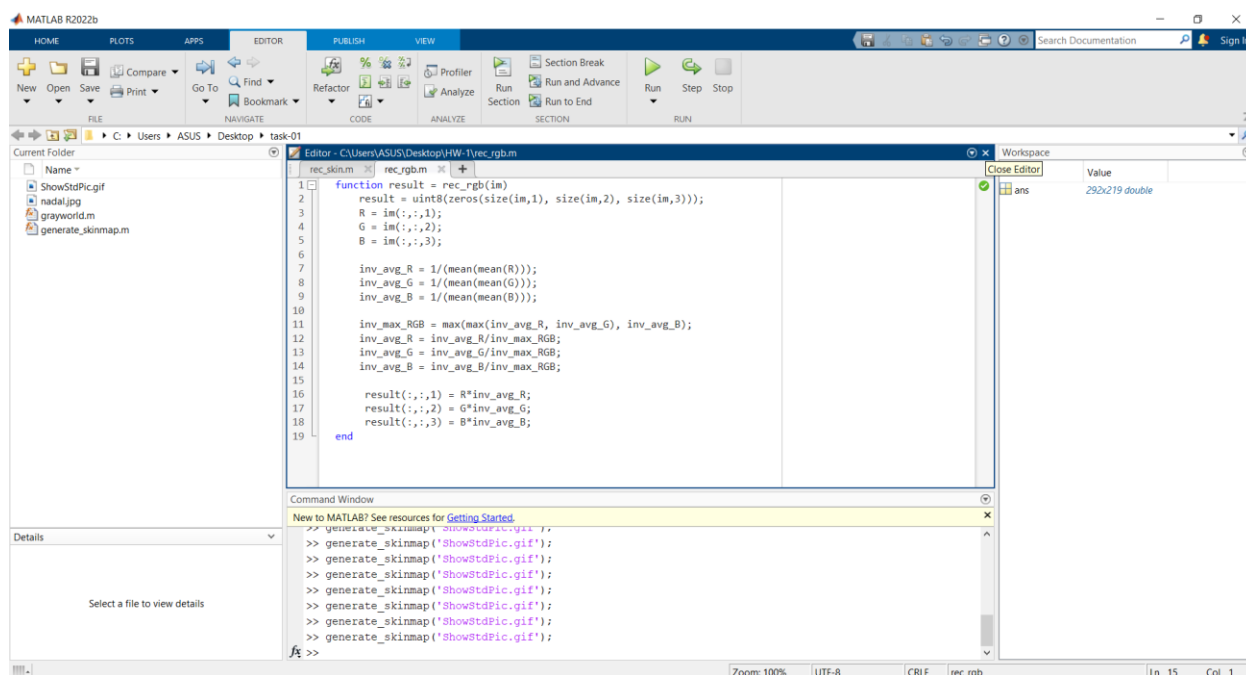 MATLAB R2022b
HOME PLOTS APPS EDITOR PUBLISH VIEW Search Documentation Sign In
New Open Save Compare Print
Go To Find Bookmark
Refactor
Profiler Analyze
Run Section Section Break Run and Advance Run to End
Run Step Stop
FILE NAVIGATE CODE ANALYZE SECTION RUN
C: Users ASUS Desktop task-01
Current Folder
Name
ShowStdPic.gif
nadal.jpg
grayworld.m
generate_skinmap.m
Details
Select a file to view details
Editor - C:\Users\ASUS\Desktop\HW-1\rec_rgb.m
rec_skin.m rec_rgb.m +
1 function result = rec_rgb(im)
2 result = uint8(zeros(size(im,1), size(im,2), size(im,3)));
3 R = im(:,:,1);
4 G = im(:,:,2);
5 B = im(:,:,3);
6
7 inv_avg_R = 1/(mean(mean(R)));
8 inv_avg_G = 1/(mean(mean(G)));
9 inv_avg_B = 1/(mean(mean(B)));
10
11 inv_max_RGB = max(max(inv_avg_R, inv_avg_G), inv_avg_B);
12 inv_avg_R = inv_avg_R/inv_max_RGB;
13 inv_avg_G = inv_avg_G/inv_max_RGB;
14 inv_avg_B = inv_avg_B/inv_max_RGB;
15
16 result(:,:,1) = R*inv_avg_R;
17 result(:,:,2) = G*inv_avg_G;
18 result(:,:,3) = B*inv_avg_B;
19 end
Command Window
New to MATLAB? See resources for Getting Started.
>> generate_skinmap('ShowStdPic.gif');
>> generate_skinmap('ShowStdPic.gif');
>> generate_skinmap('ShowStdPic.gif');
>> generate_skinmap('ShowStdPic.gif');
>> generate_skinmap('ShowStdPic.gif');
>> generate_skinmap('ShowStdPic.gif');
>> generate_skinmap('ShowStdPic.gif');
>> generate_skinmap('ShowStdPic.gif');
fx >>
Workspace
Close Editor
Value
ans 292x219 double
Zoom: 100% UTF-8 CRLF rec_rgb Ln 15 Col 1